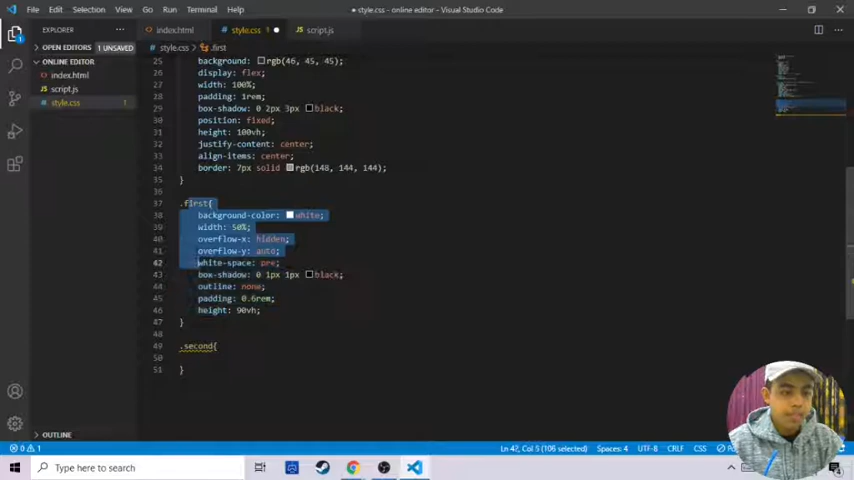 File Edit Selection View Go Run Terminal Help
● style.css - online editor - Visual Studio Code
EXPLORER ···
index.html style.css ● script.js
OPEN EDITORS 1 UNSAVED
ONLINE EDITOR
index.html
script.js
style.css 1
OUTLINE
style.css > .first
25 background: rgb(46, 45, 45);
26 display: flex;
27 width: 100%;
28 padding: 1rem;
29 box-shadow: 0 2px 3px black;
30 position: fixed;
31 height: 100vh;
32 justify-content: center;
33 align-items: center;
34 border: 7px solid rgb(148, 144, 144);
35 }
36
37 .first{
38 background-color: white;
39 width: 50%;
40 overflow-x: hidden;
41 overflow-y: auto;
42 white-space: pre;
43 box-shadow: 0 1px 1px black;
44 outline: none;
45 padding: 0.6rem;
46 height: 90vh;
47 }
48
49 .second{
50
51 }
0 1 Ln 42, Col 5 (106 selected) Spaces: 4 UTF-8 CRLF CSS
Type here to search